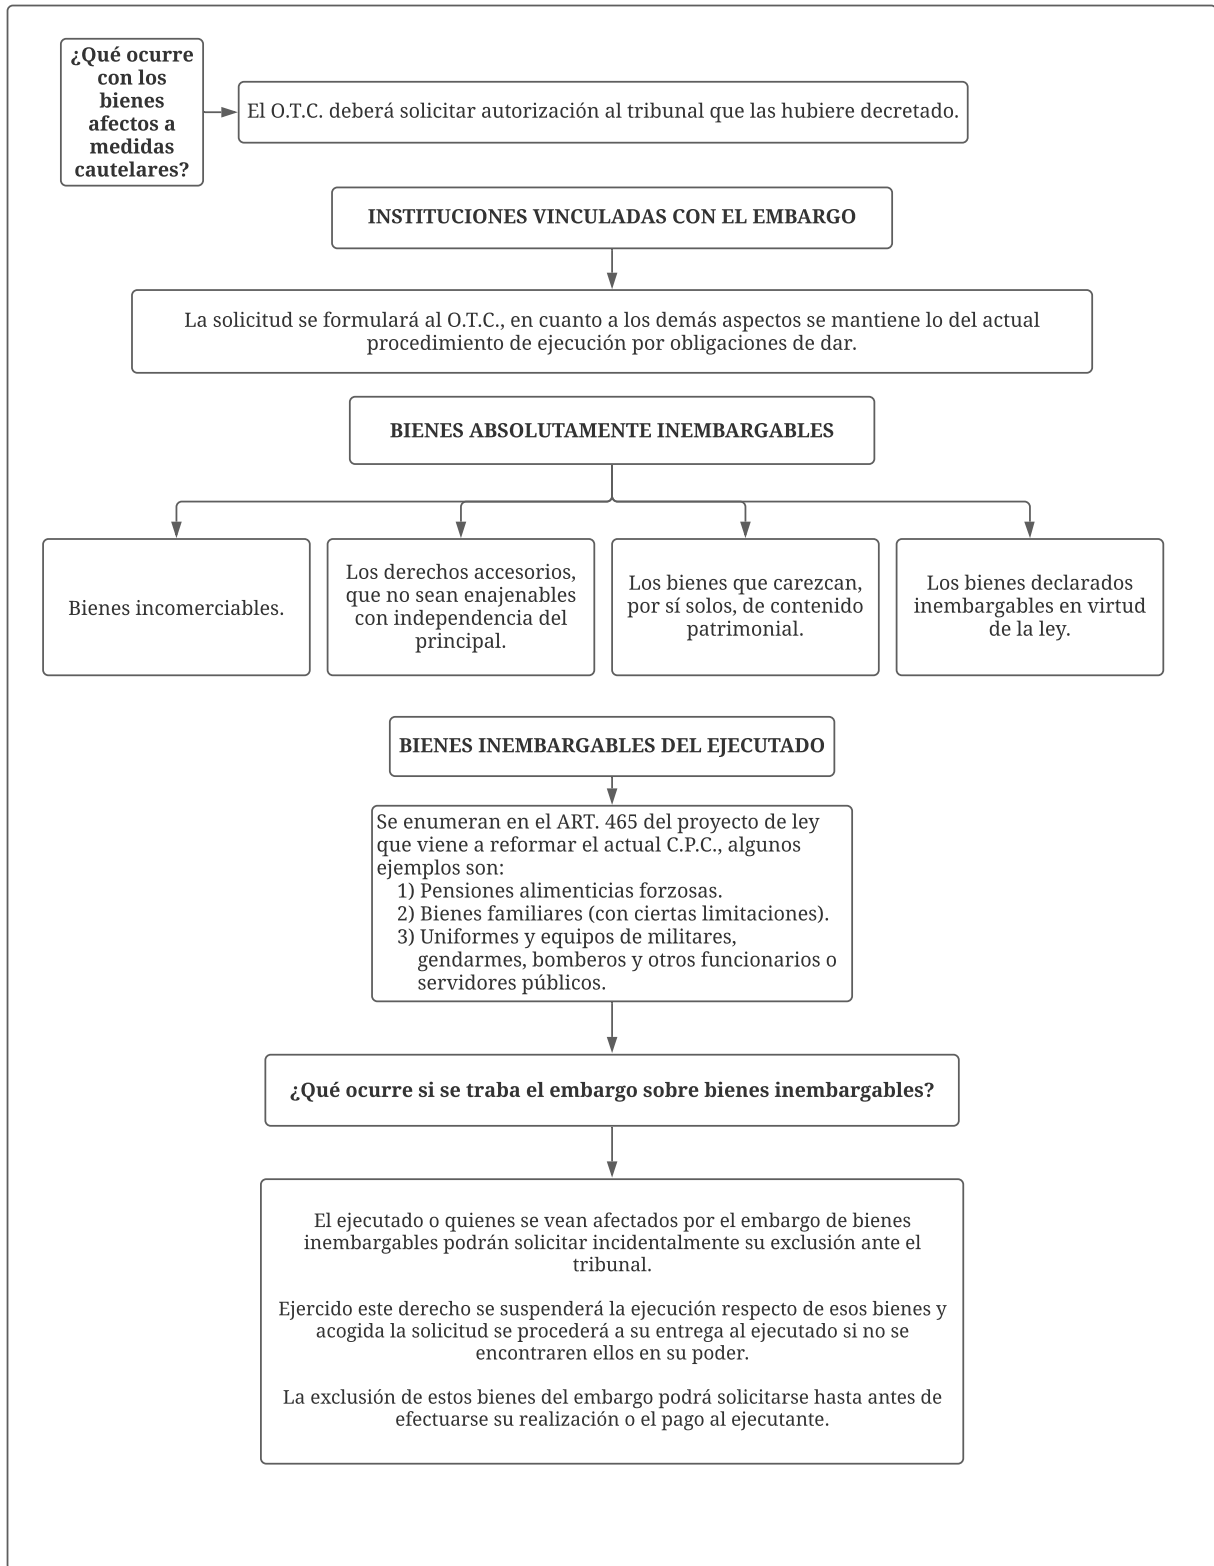 ¿Qué ocurre
con los
bienes
afectos a
medidas
cautelares?
El O.T.C. deberá solicitar autorización al tribunal que las hubiere decretado.
INSTITUCIONES VINCULADAS CON EL EMBARGO
La solicitud se formulará al O.T.C., en cuanto a los demás aspectos se mantiene lo del actual
procedimiento de ejecución por obligaciones de dar.
BIENES ABSOLUTAMENTE INEMBARGABLES
Bienes incomerciables.
Los derechos accesorios,
que no sean enajenables
con independencia del
principal.
Los bienes que carezcan,
por sí solos, de contenido
patrimonial.
Los bienes declarados
inembargables en virtud
de la ley.
BIENES INEMBARGABLES DEL EJECUTADO
Se enumeran en el ART. 465 del proyecto de ley
que viene a reformar el actual C.P.C., algunos
ejemplos son:
1) Pensiones alimenticias forzosas.
2) Bienes familiares (con ciertas limitaciones).
3) Uniformes y equipos de militares,
gendarmes, bomberos y otros funcionarios o
servidores públicos.
¿Qué ocurre si se traba el embargo sobre bienes inembargables?
El ejecutado o quienes se vean afectados por el embargo de bienes
inembargables podrán solicitar incidentalmente su exclusión ante el
tribunal.
Ejercido este derecho se suspenderá la ejecución respecto de esos bienes y
acogida la solicitud se procederá a su entrega al ejecutado si no se
encontraren ellos en su poder.
La exclusión de estos bienes del embargo podrá solicitarse hasta antes de
efectuarse su realización o el pago al ejecutante.